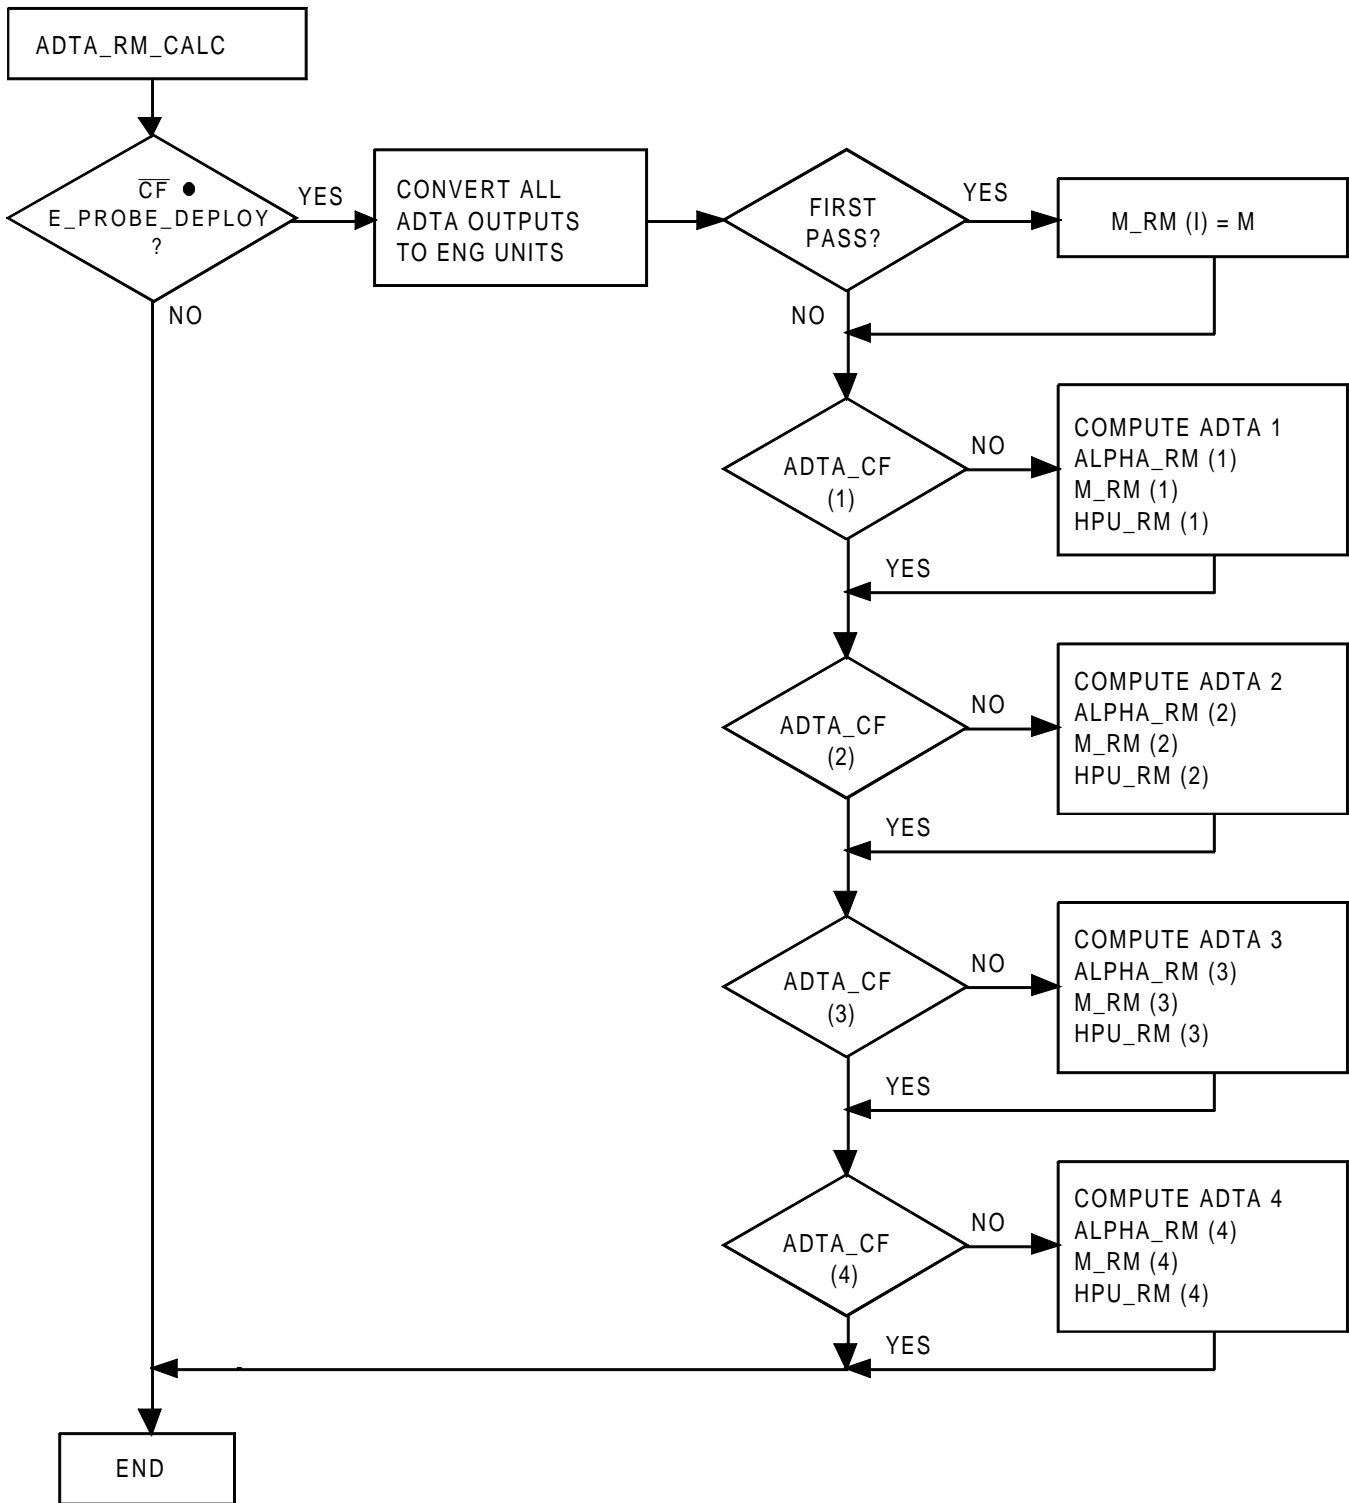 ADTA_RM_CALC
C̅F̅ ●
E_PROBE_DEPLOY
?
YES
NO
CONVERT ALL
ADTA OUTPUTS
TO ENG UNITS
FIRST
PASS?
YES
NO
M_RM (I) = M
ADTA_CF
(1)
NO
YES
COMPUTE ADTA 1
ALPHA_RM (1)
M_RM (1)
HPU_RM (1)
ADTA_CF
(2)
NO
YES
COMPUTE ADTA 2
ALPHA_RM (2)
M_RM (2)
HPU_RM (2)
ADTA_CF
(3)
NO
YES
COMPUTE ADTA 3
ALPHA_RM (3)
M_RM (3)
HPU_RM (3)
ADTA_CF
(4)
NO
YES
COMPUTE ADTA 4
ALPHA_RM (4)
M_RM (4)
HPU_RM (4)
END